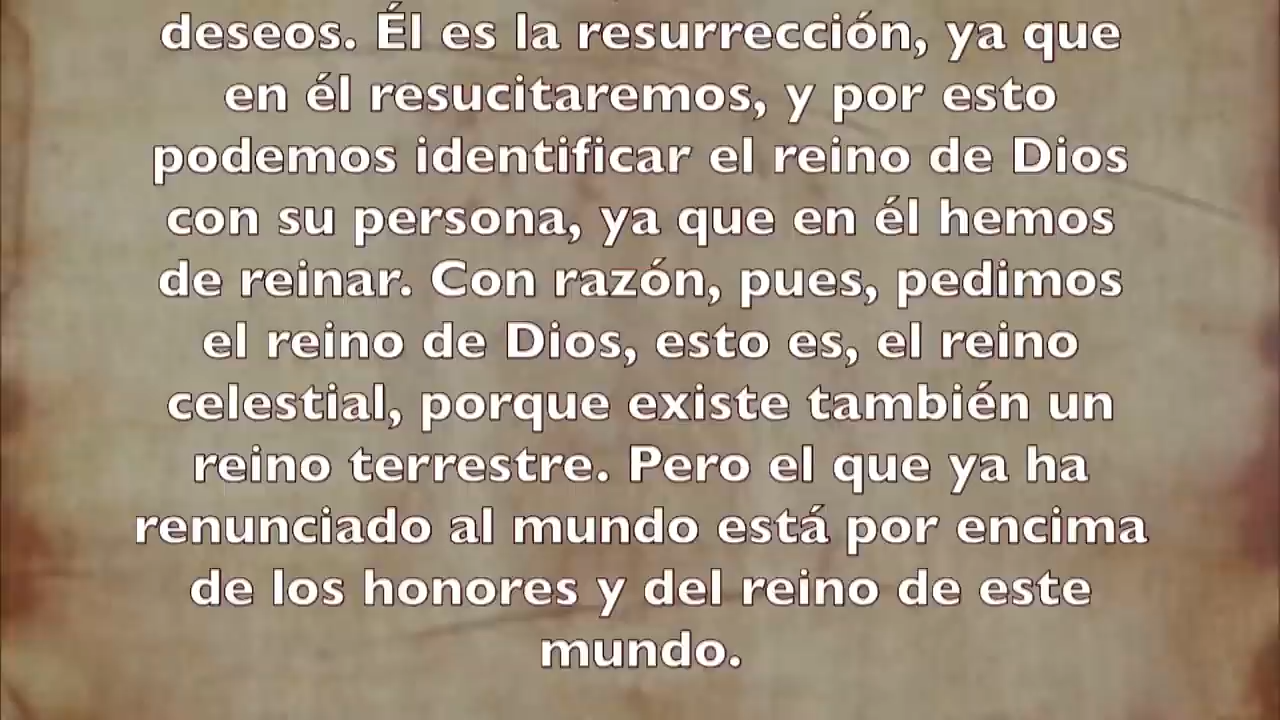 deseos. Él es la resurrección, ya que
en él resucitaremos, y por esto
podemos identificar el reino de Dios
con su persona, ya que en él hemos
de reinar. Con razón, pues, pedimos
el reino de Dios, esto es, el reino
celestial, porque existe también un
reino terrestre. Pero el que ya ha
renunciado al mundo está por encima
de los honores y del reino de este
mundo.